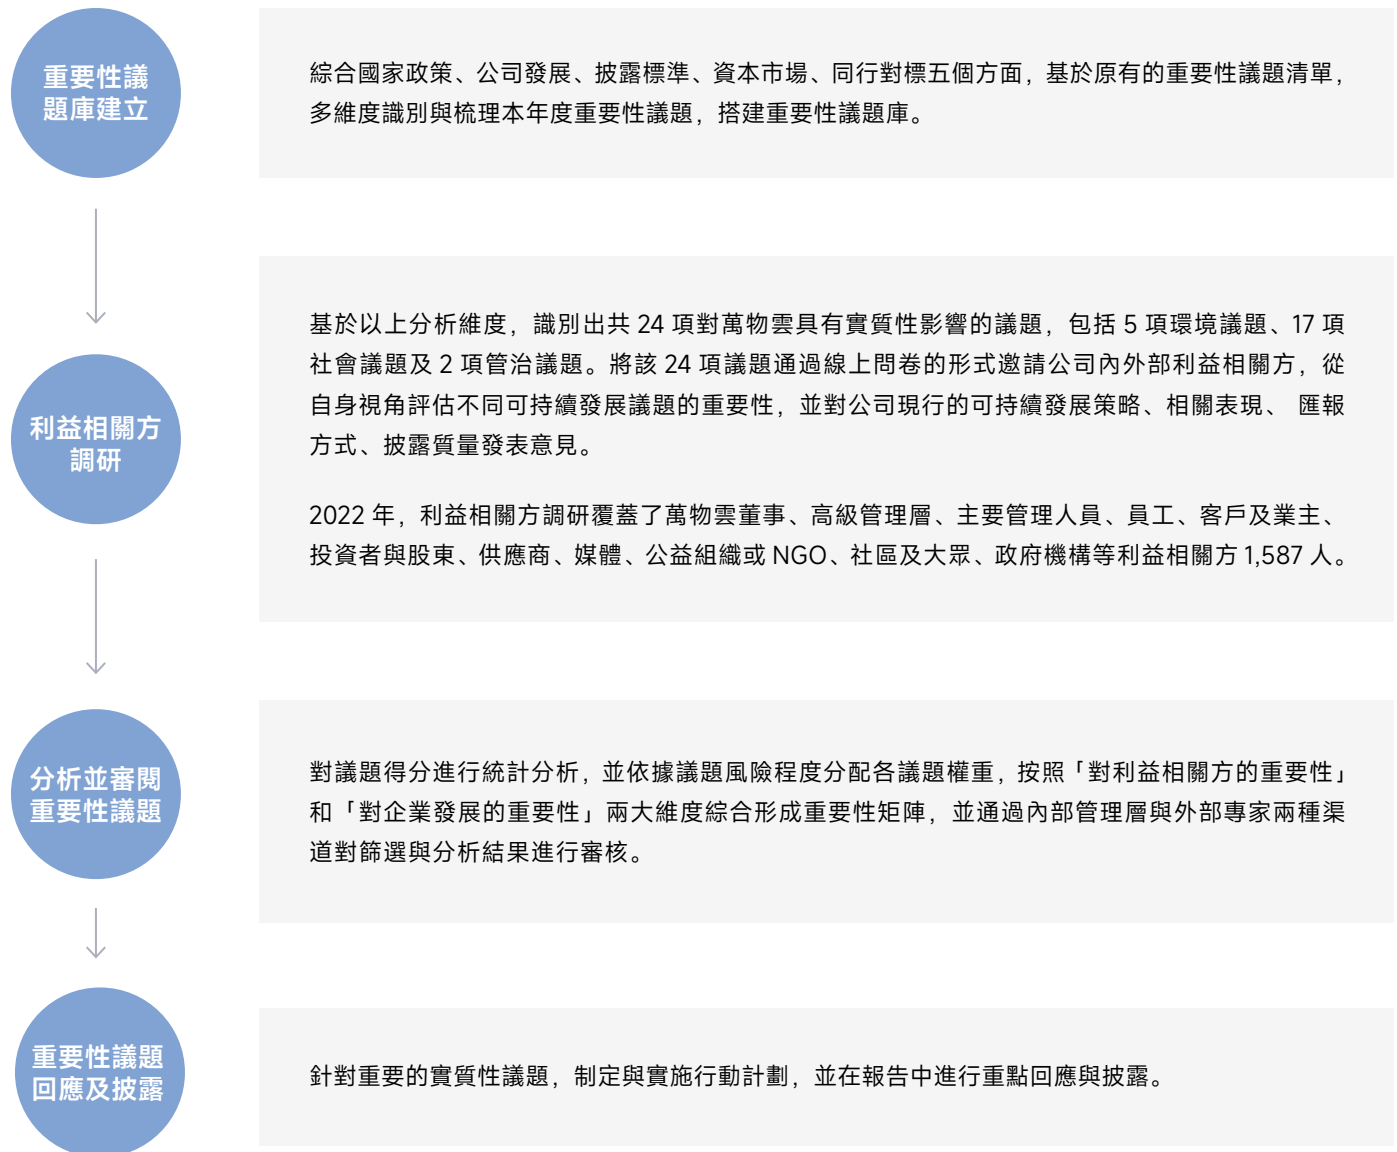 重要性議
題庫建立
綜合國家政策、公司發展、披露標準、資本市場、同行對標五個方面，基於原有的重要性議題清單，
多維度識別與梳理本年度重要性議題，搭建重要性議題庫。
利益相關方
調研
基於以上分析維度，識別出共 24 項對萬物雲具有實質性影響的議題，包括 5 項環境議題、17 項
社會議題及 2 項管治議題。將該 24 項議題通過線上問卷的形式邀請公司內外部利益相關方，從
自身視角評估不同可持續發展議題的重要性，並對公司現行的可持續發展策略、相關表現、 匯報
方式、披露質量發表意見。
2022 年，利益相關方調研覆蓋了萬物雲董事、高級管理層、主要管理人員、員工、客戶及業主、
投資者與股東、供應商、媒體、公益組織或 NGO、社區及大眾、政府機構等利益相關方 1,587 人。
分析並審閱
重要性議題
對議題得分進行統計分析，並依據議題風險程度分配各議題權重，按照「對利益相關方的重要性」
和「對企業發展的重要性」兩大維度綜合形成重要性矩陣，並通過內部管理層與外部專家兩種渠
道對篩選與分析結果進行審核。
重要性議題
回應及披露
針對重要的實質性議題，制定與實施行動計劃，並在報告中進行重點回應與披露。